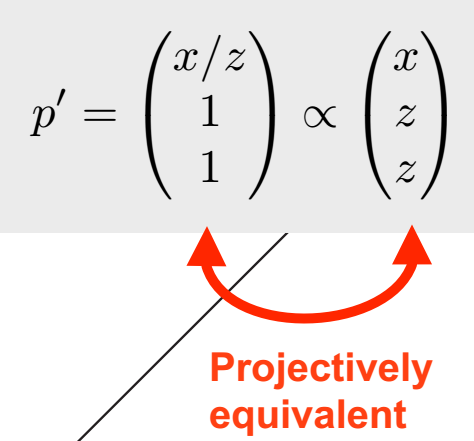 p′ = (x/z 1 1) ∝ (x z z)
Projectively
equivalent